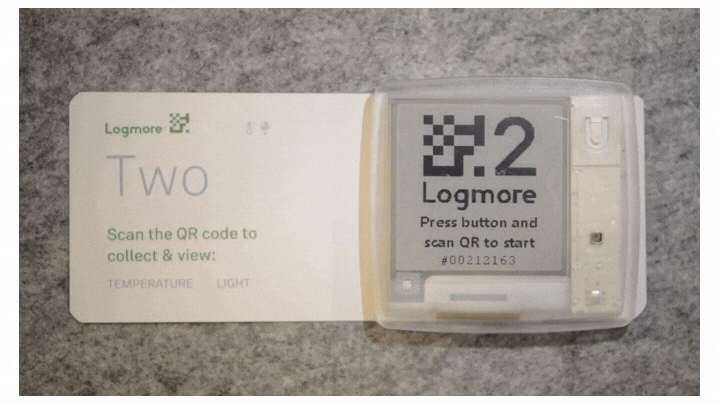 Logmore
Two
Scan the QR code to
collect & view:
TEMPERATURE LIGHT
.2
Logmore
Press button and
scan QR to start
#00212163